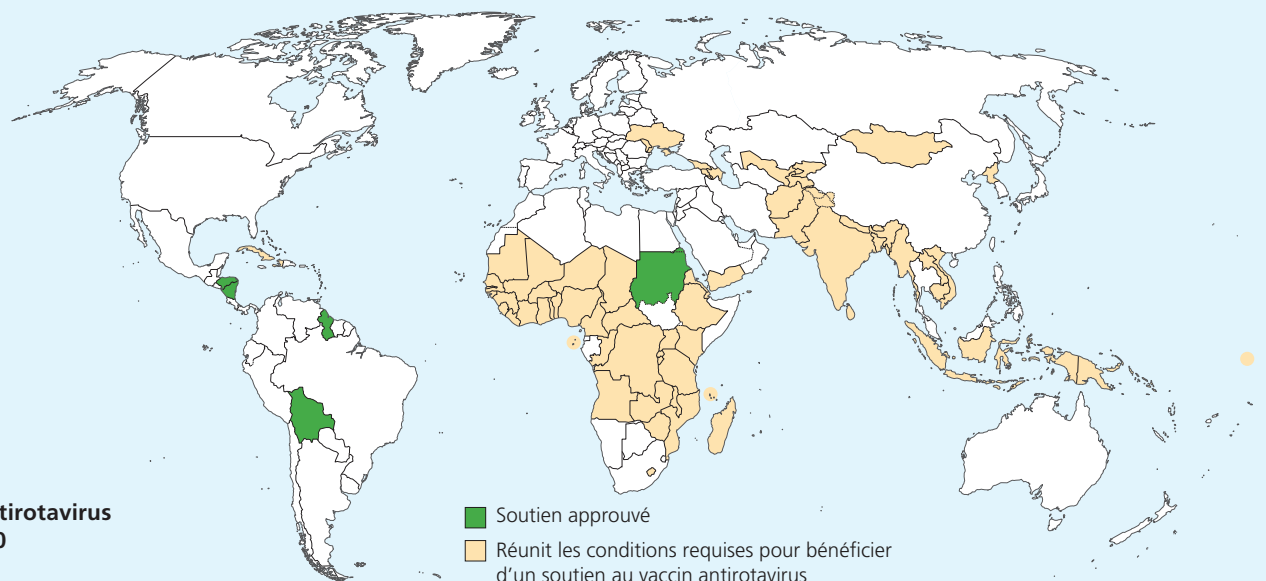 tirotavirus
0
Soutien approuvé
Réunit les conditions requises pour bénéficier
d'un soutien au vaccin antirotavirus